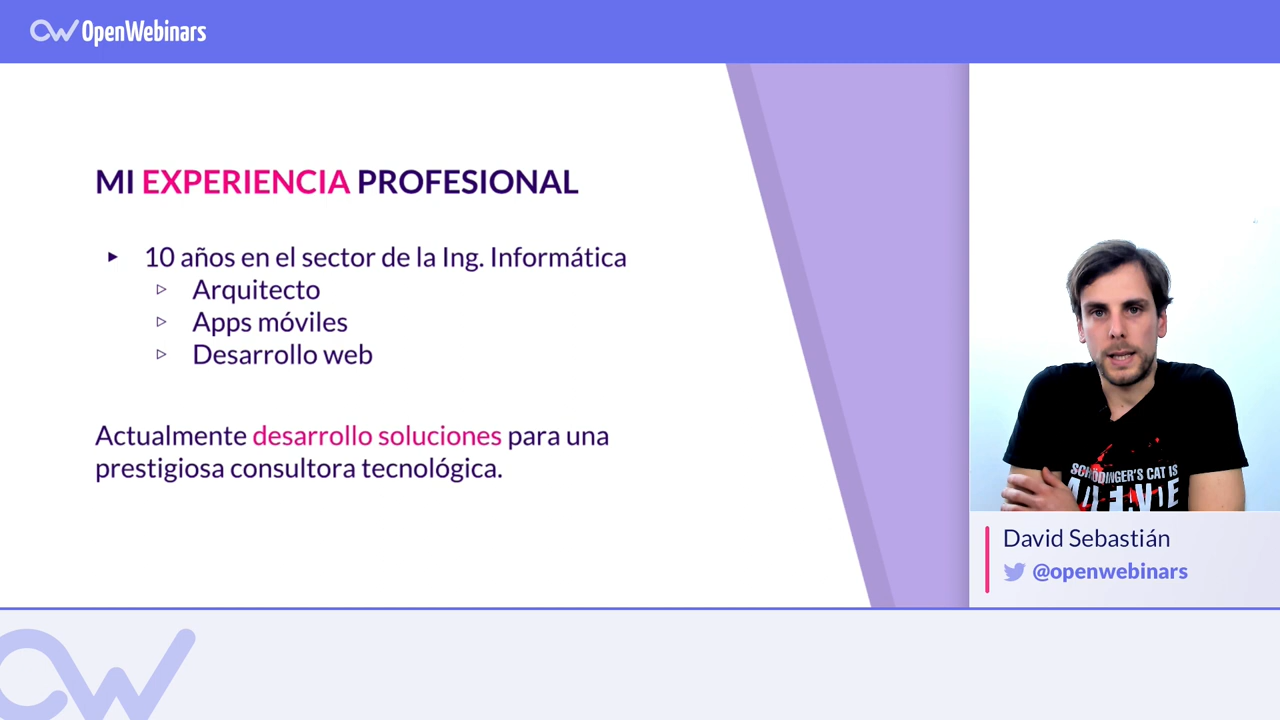 OpenWebinars
MI EXPERIENCIA PROFESIONAL
10 años en el sector de la Ing. Informática
Arquitecto
Apps móviles
Desarrollo web
Actualmente desarrollo soluciones para una
prestigiosa consultora tecnológica.
SCHÖDINGER'S CAT IS
David Sebastián
@openwebinars